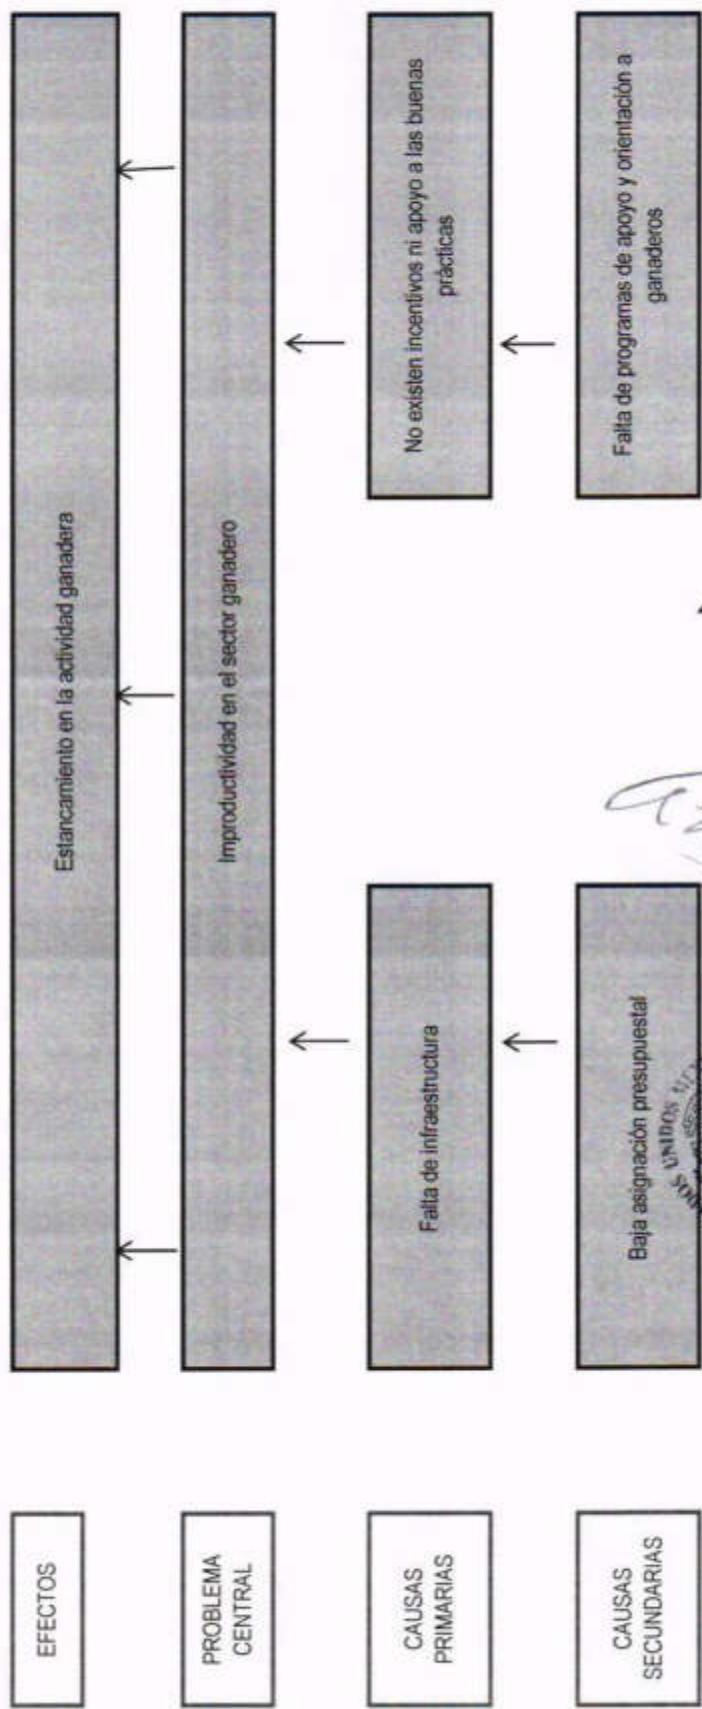 EFECTOS
Estancamiento en la actividad ganadera
PROBLEMA
CENTRAL
Improductividad en el sector ganadero
CAUSAS
PRIMARIAS
Falta de infraestructura
No existen incentivos ni apoyo a las buenas
prácticas
CAUSAS
SECUNDARIAS
Baja asignación presupuestal
Falta de programas de apoyo y orientación a
ganaderos
OS UNIDOS